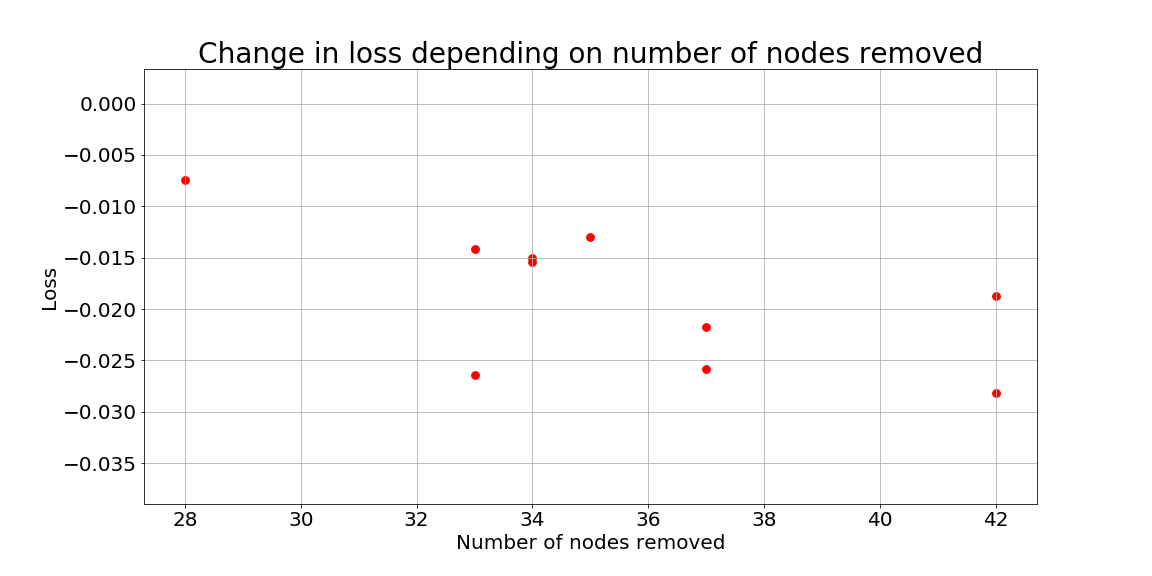 Change in loss depending on number of nodes removed
0.000
−0.005
−0.010
−0.015
−0.020
−0.025
−0.030
−0.035
Loss
28 30 32 34 36 38 40 42
Number of nodes removed